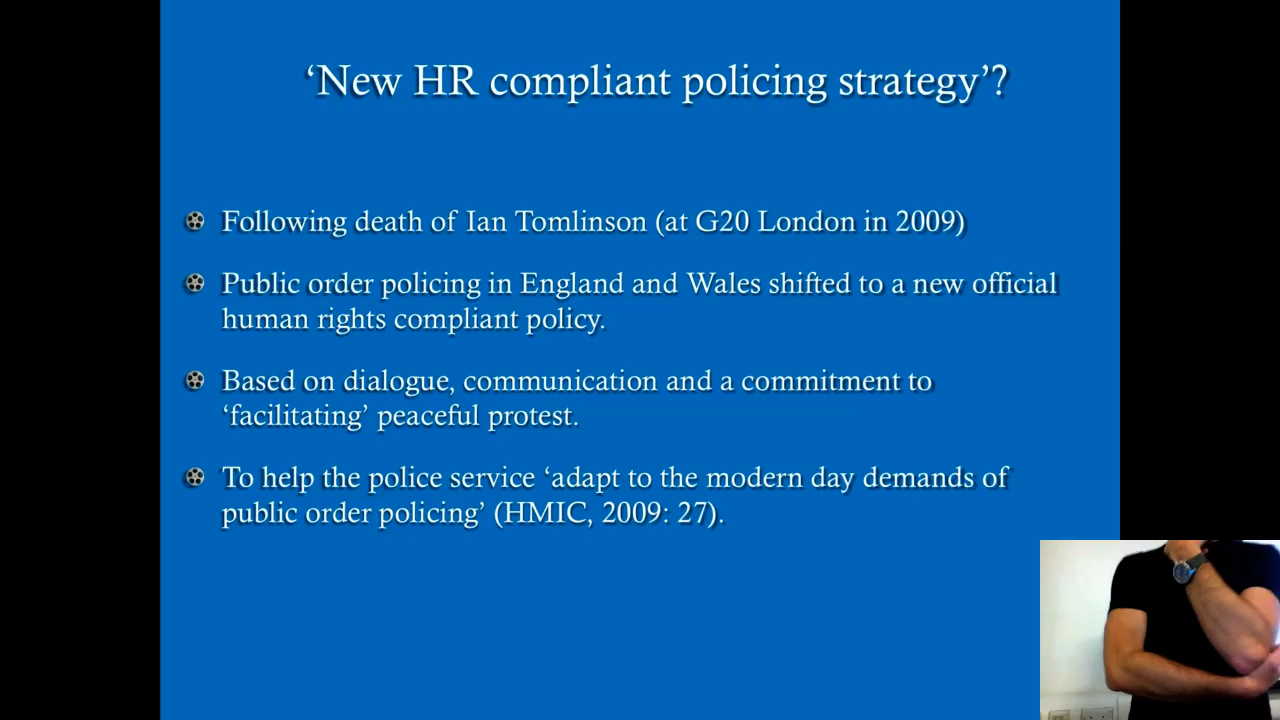 ‘New HR compliant policing strategy’?
Following death of Ian Tomlinson (at G20 London in 2009)
Public order policing in England and Wales shifted to a new official
human rights compliant policy.
Based on dialogue, communication and a commitment to
‘facilitating’ peaceful protest.
To help the police service ‘adapt to the modern day demands of
public order policing’ (HMIC, 2009: 27).